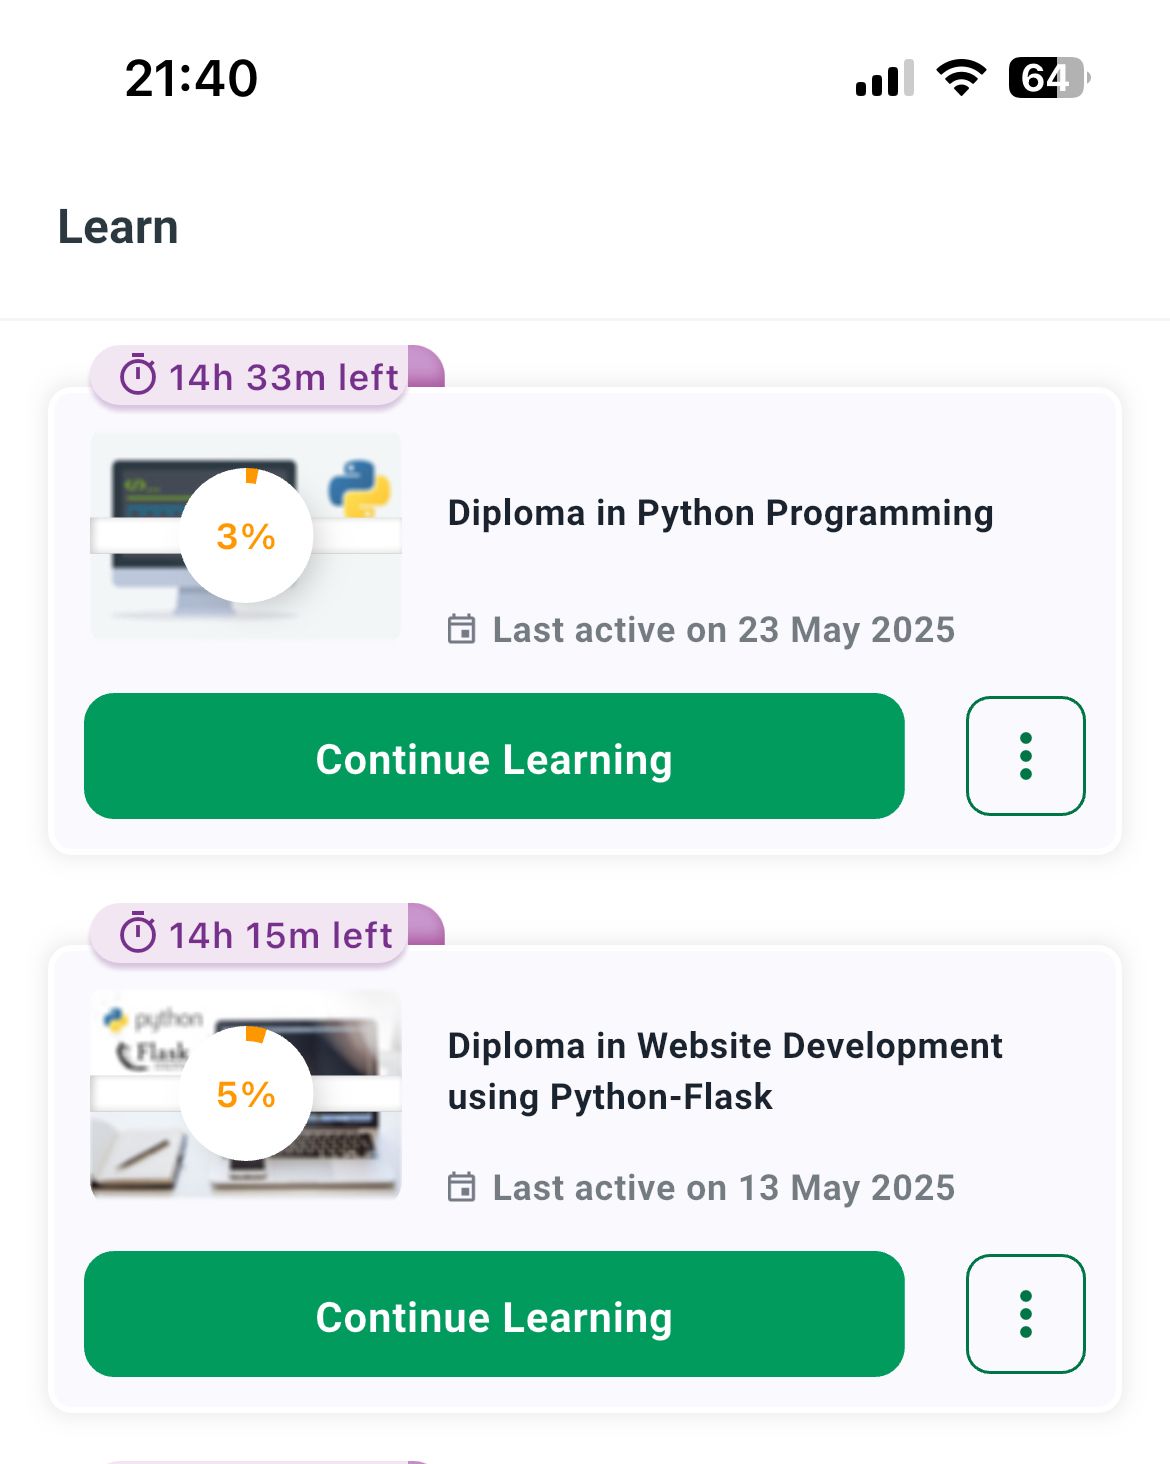 21:40
64
Learn
14h 33m left
3%
Diploma in Python Programming
Last active on 23 May 2025
Continue Learning
14h 15m left
python
Flask
5%
Diploma in Website Development
using Python-Flask
Last active on 13 May 2025
Continue Learning